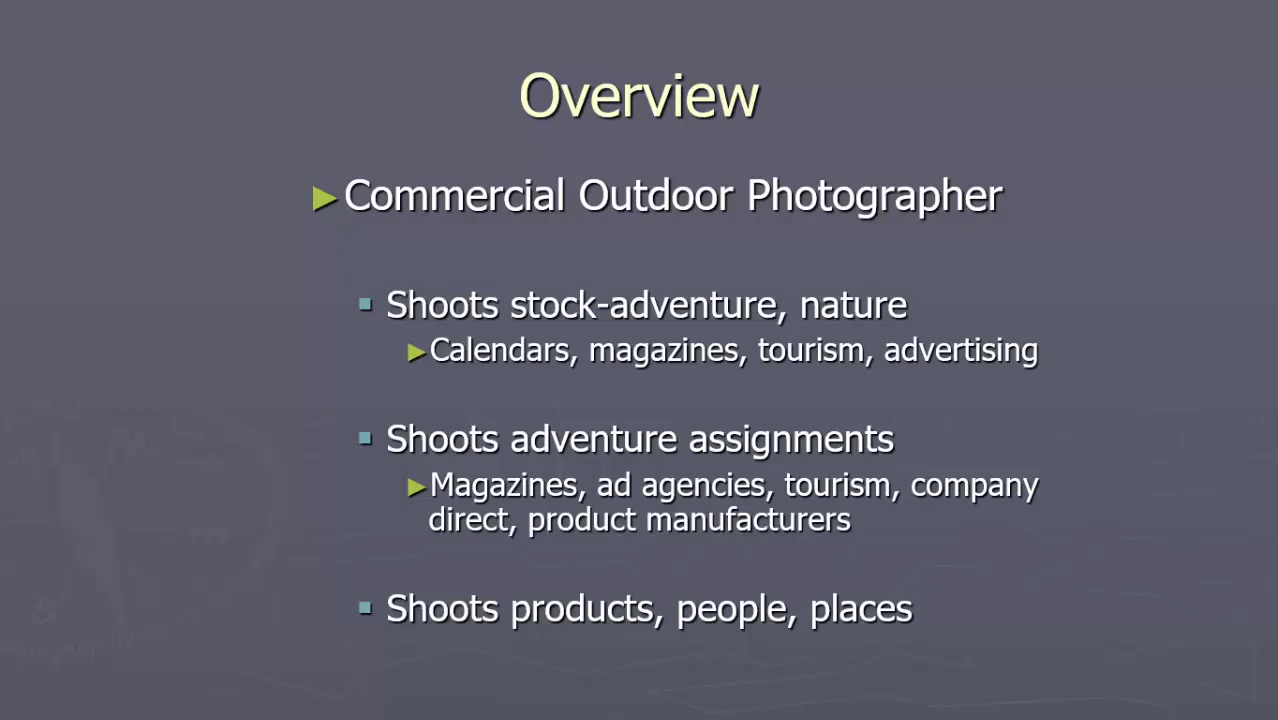 Overview
►Commercial Outdoor Photographer
▪ Shoots stock-adventure, nature
►Calendars, magazines, tourism, advertising
▪ Shoots adventure assignments
►Magazines, ad agencies, tourism, company
direct, product manufacturers
▪ Shoots products, people, places